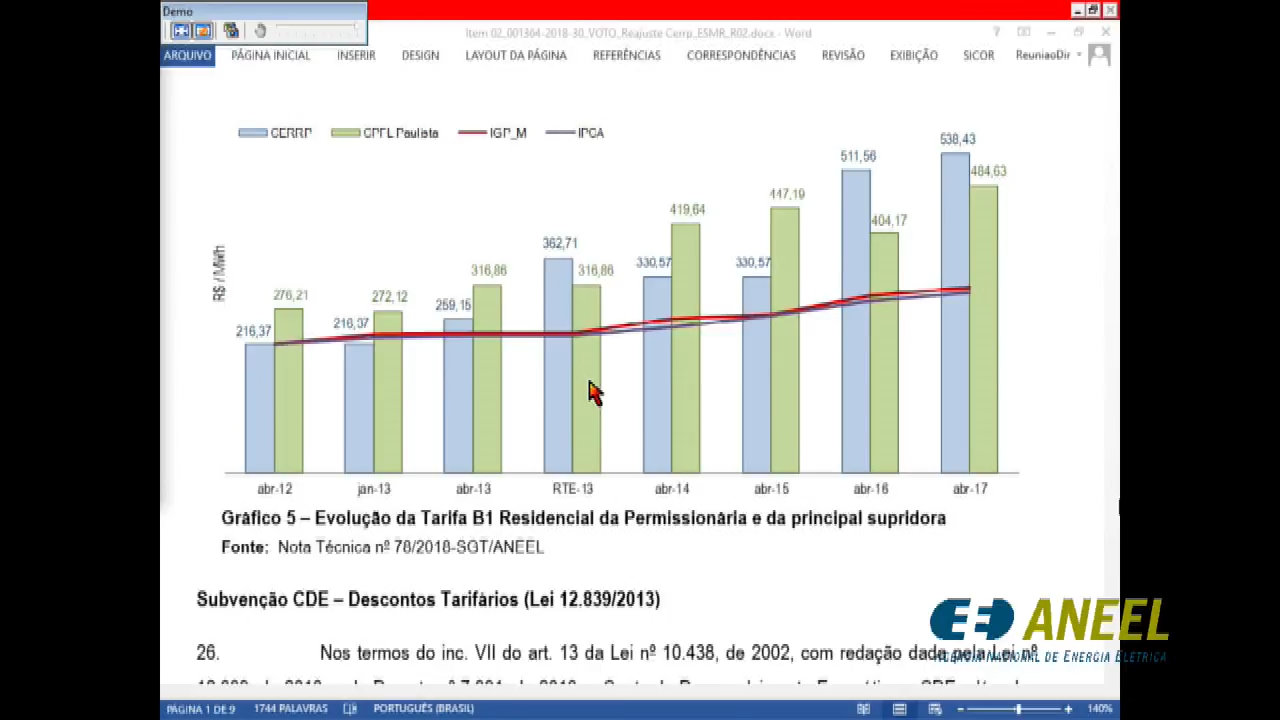 Demo
Item 02_001364-2018-30_VOTO_Reajuste Cerrp_ESMR_R02.docx - Word
ARQUIVO PÁGINA INICIAL INSERIR DESIGN LAYOUT DA PÁGINA REFERÊNCIAS CORRESPONDÊNCIAS REVISÃO EXIBIÇÃO SICOR ReuniaoDir
CERRP CPFL Paulista IGP_M IPCA
R$ / MWh
216,37 276,21 216,37 272,12 259,15 316,86 362,71 316,86 330,57 419,64 330,57 447,19 511,56 404,17 538,43 484,63
abr-12 jan-13 abr-13 RTE-13 abr-14 abr-15 abr-16 abr-17
Gráfico 5 – Evolução da Tarifa B1 Residencial da Permissionária e da principal supridora
Fonte: Nota Técnica nº 78/2018-SGT/ANEEL
Subvenção CDE – Descontos Tarifários (Lei 12.839/2013)
26. Nos termos do inc. VII do art. 13 da Lei nº 10.438, de 2002, com redação dada pela Lei nº
ANEEL
AGÊNCIA NACIONAL DE ENERGIA ELÉTRICA
PÁGINA 1 DE 9 1744 PALAVRAS PORTUGUÊS (BRASIL) 140%